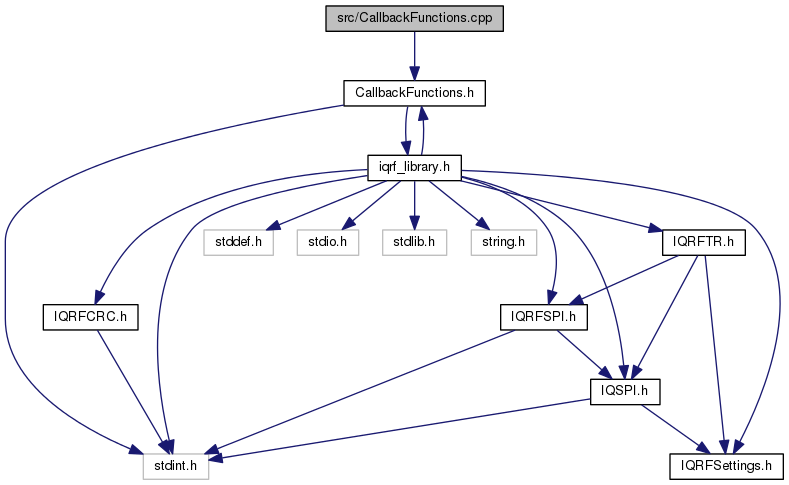 src/CallbackFunctions.cpp
CallbackFunctions.h
iqrf_library.h
stddef.h
stdio.h
stdlib.h
string.h
IQRFTR.h
IQRFCRC.h
IQRFSPI.h
IQSPI.h
stdint.h
IQRFSettings.h